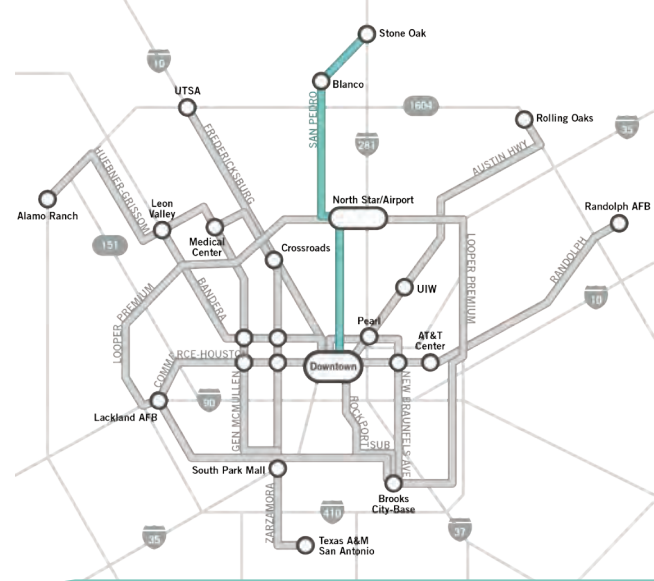 Stone Oak
10
Blanco
UTSA
1604
SAN PEDRO
Rolling Oaks
FREDERICKSBURG
35
281
AUSTIN HWY
HUEBNER-GRISSOM
Leon
Valley
North Star/Airport
Randolph AFB
Alamo Ranch
Medical
Center
151
Crossroads
LOOPER PREMIUM
RANDOLPH
UIW
10
BANDERA
LOOPER PREMIUM
Pearl
AT&T
Center
COMM
RCE-HOUSTON
Downtown
GEN MCMULLEN
ROCKPORT
NEW BRAUNFELS AVE
90
Lackland AFB
SUB
South Park Mall
Brooks
City-Base
ZARZAMORA
410
35
37
Texas A&M
San Antonio